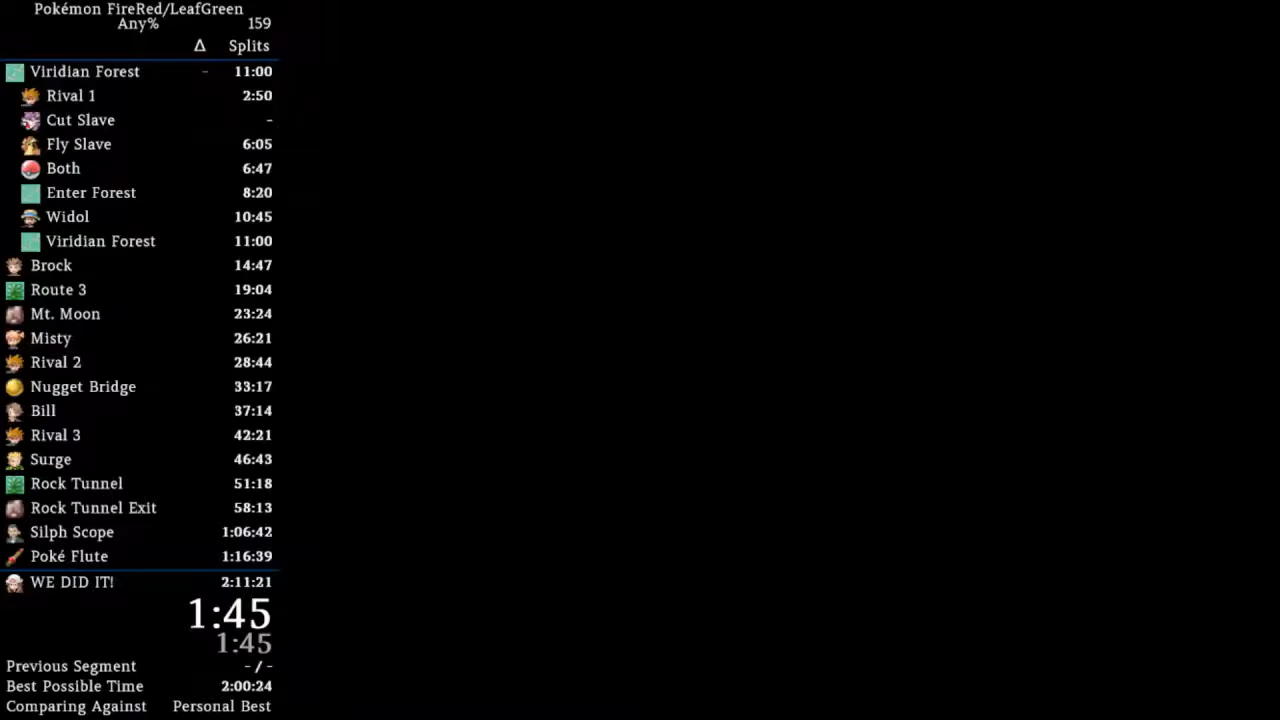 Pokémon FireRed/LeafGreen
Any% 159
Δ Splits
Viridian Forest - 11:00
Rival 1 2:50
Cut Slave -
Fly Slave 6:05
Both 6:47
Enter Forest 8:20
Widol 10:45
Viridian Forest 11:00
Brock 14:47
Route 3 19:04
Mt. Moon 23:24
Misty 26:21
Rival 2 28:44
Nugget Bridge 33:17
Bill 37:14
Rival 3 42:21
Surge 46:43
Rock Tunnel 51:18
Rock Tunnel Exit 58:13
Silph Scope 1:06:42
Poké Flute 1:16:39
WE DID IT! 2:11:21
1:45
1:45
Previous Segment - / -
Best Possible Time 2:00:24
Comparing Against Personal Best